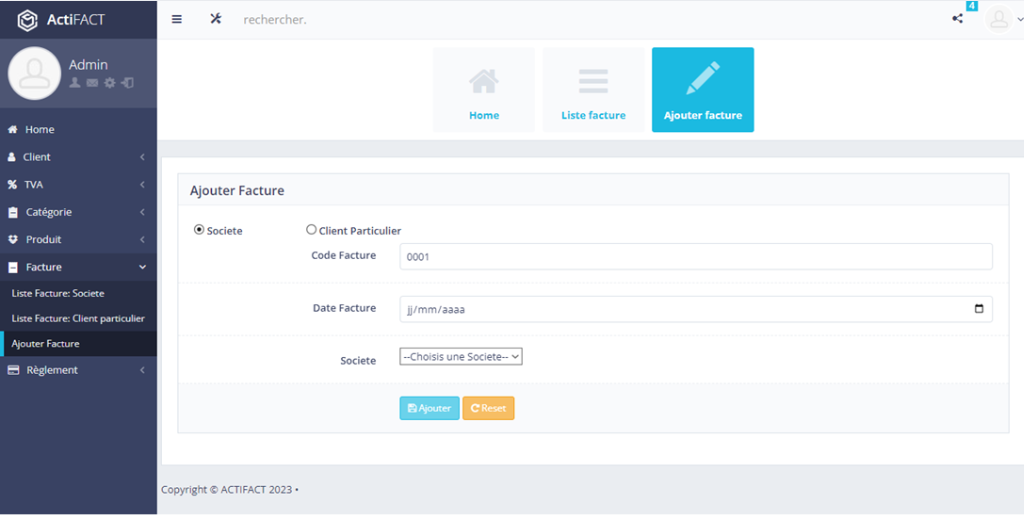 ActiFACT
rechercher.
4
Admin
Home
Client
TVA
Catégorie
Produit
Facture
Liste Facture: Societe
Liste Facture: Client particulier
Ajouter Facture
Règlement
Home
Liste facture
Ajouter facture
Ajouter Facture
Societe
Client Particulier
Code Facture
0001
Date Facture
jj/mm/aaaa
Societe
--Choisis une Societe--
Ajouter
Reset
Copyright © ACTIFACT 2023 •